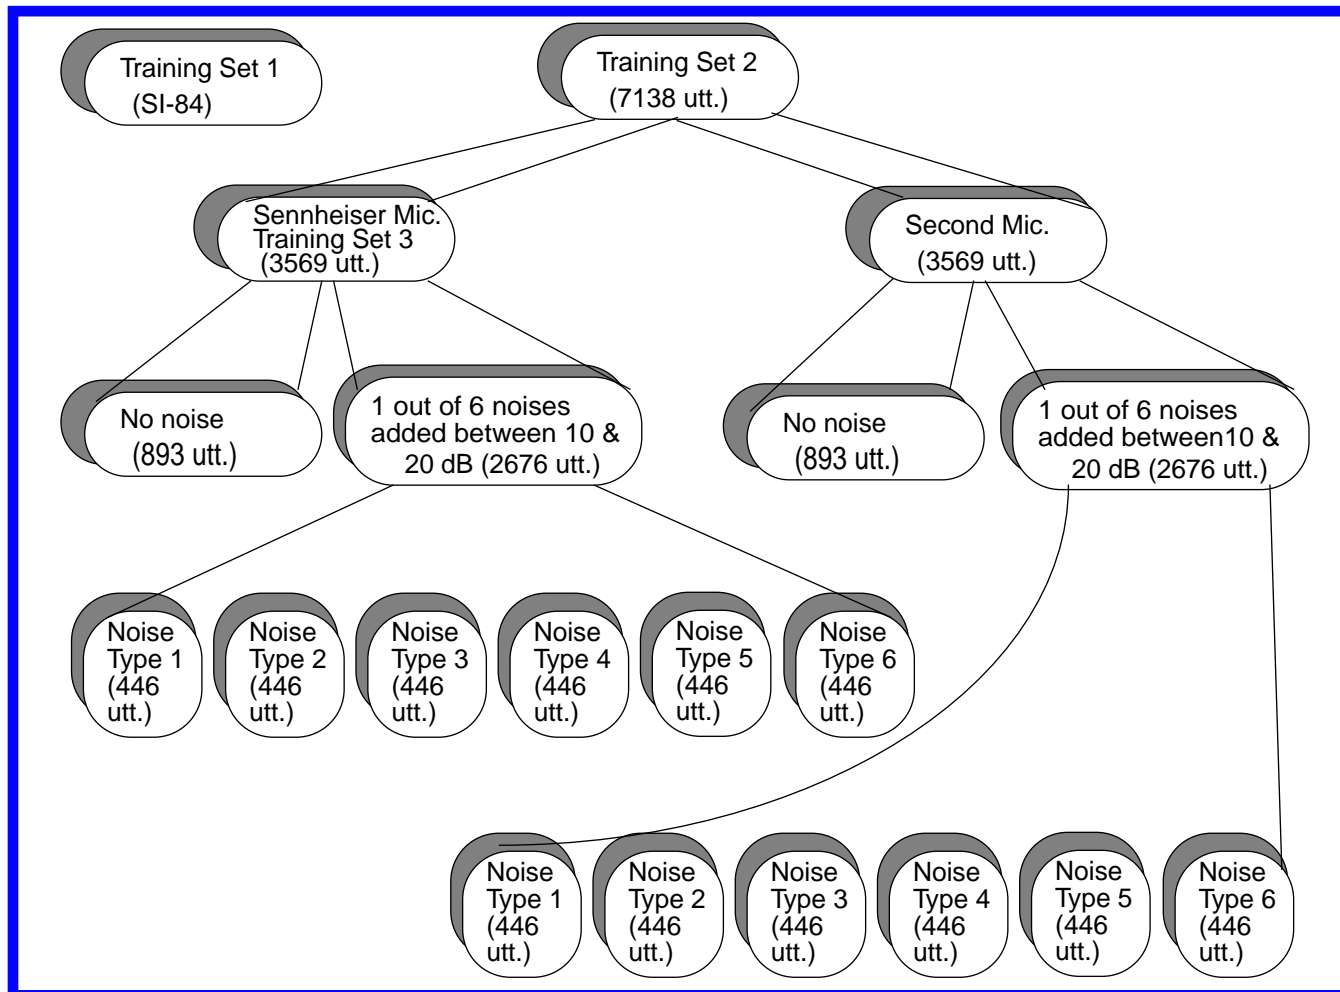 Training Set 1
(SI-84)
Training Set 2
(7138 utt.)
Sennheiser Mic.
Training Set 3
(3569 utt.)
Second Mic.
(3569 utt.)
No noise
(893 utt.)
1 out of 6 noises
added between 10 &
20 dB (2676 utt.)
No noise
(893 utt.)
1 out of 6 noises
added between10 &
20 dB (2676 utt.)
Noise
Type 1
(446
utt.)
Noise
Type 2
(446
utt.)
Noise
Type 3
(446
utt.)
Noise
Type 4
(446
utt.)
Noise
Type 5
(446
utt.)
Noise
Type 6
(446
utt.)
Noise
Type 1
(446
utt.)
Noise
Type 2
(446
utt.)
Noise
Type 3
(446
utt.)
Noise
Type 4
(446
utt.)
Noise
Type 5
(446
utt.)
Noise
Type 6
(446
utt.)